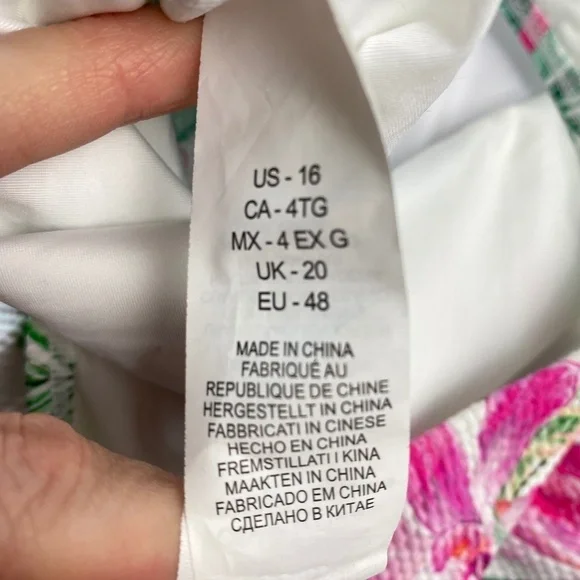 US - 16
CA - 4TG
MX - 4 EX G
UK - 20
EU - 48
MADE IN CHINA
FABRIQUÉ AU
REPUBLIQUE DE CHINE
HERGESTELLT IN CHINA
FABBRICATI IN CINESE
HECHO EN CHINA
FREMSTILLATI I KINA
MAAKTEN IN CHINA
FABRICADO EM CHINA
СДЕЛАНО В КИТАЕ